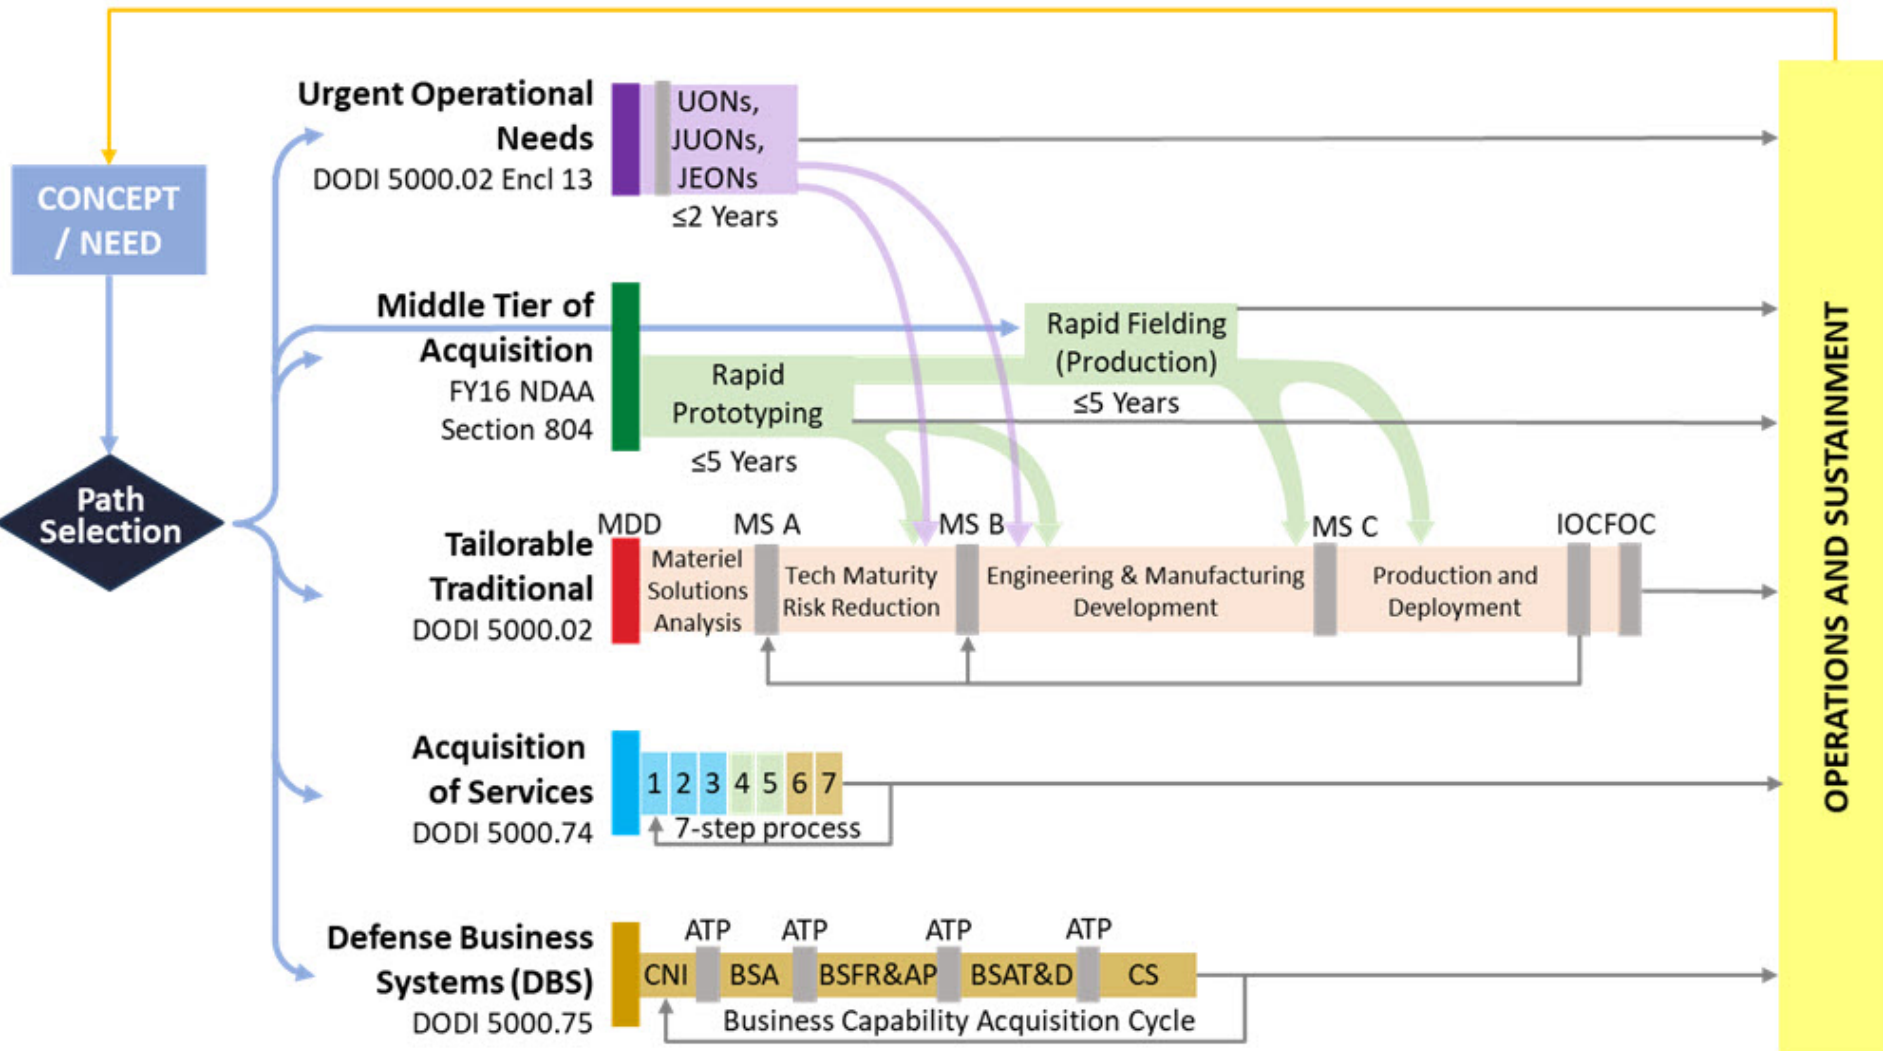 CONCEPT
/ NEED
Path
Selection
Urgent Operational
Needs
DODI 5000.02 Encl 13
UONs,
JUONs,
JEONs
≤2 Years
Middle Tier of
Acquisition
FY16 NDAA
Section 804
Rapid
Prototyping
≤5 Years
Rapid Fielding
(Production)
≤5 Years
Tailorable
Traditional
DODI 5000.02
MDD
MS A
MS B
MS C
IOCFOC
Materiel
Solutions
Analysis
Tech Maturity
Risk Reduction
Engineering & Manufacturing
Development
Production and
Deployment
Acquisition
of Services
DODI 5000.74
1 2 3 4 5 6 7
7-step process
Defense Business
Systems (DBS)
DODI 5000.75
ATP ATP ATP ATP
CNI BSA BSFR&AP BSAT&D CS
Business Capability Acquisition Cycle
OPERATIONS AND SUSTAINMENT